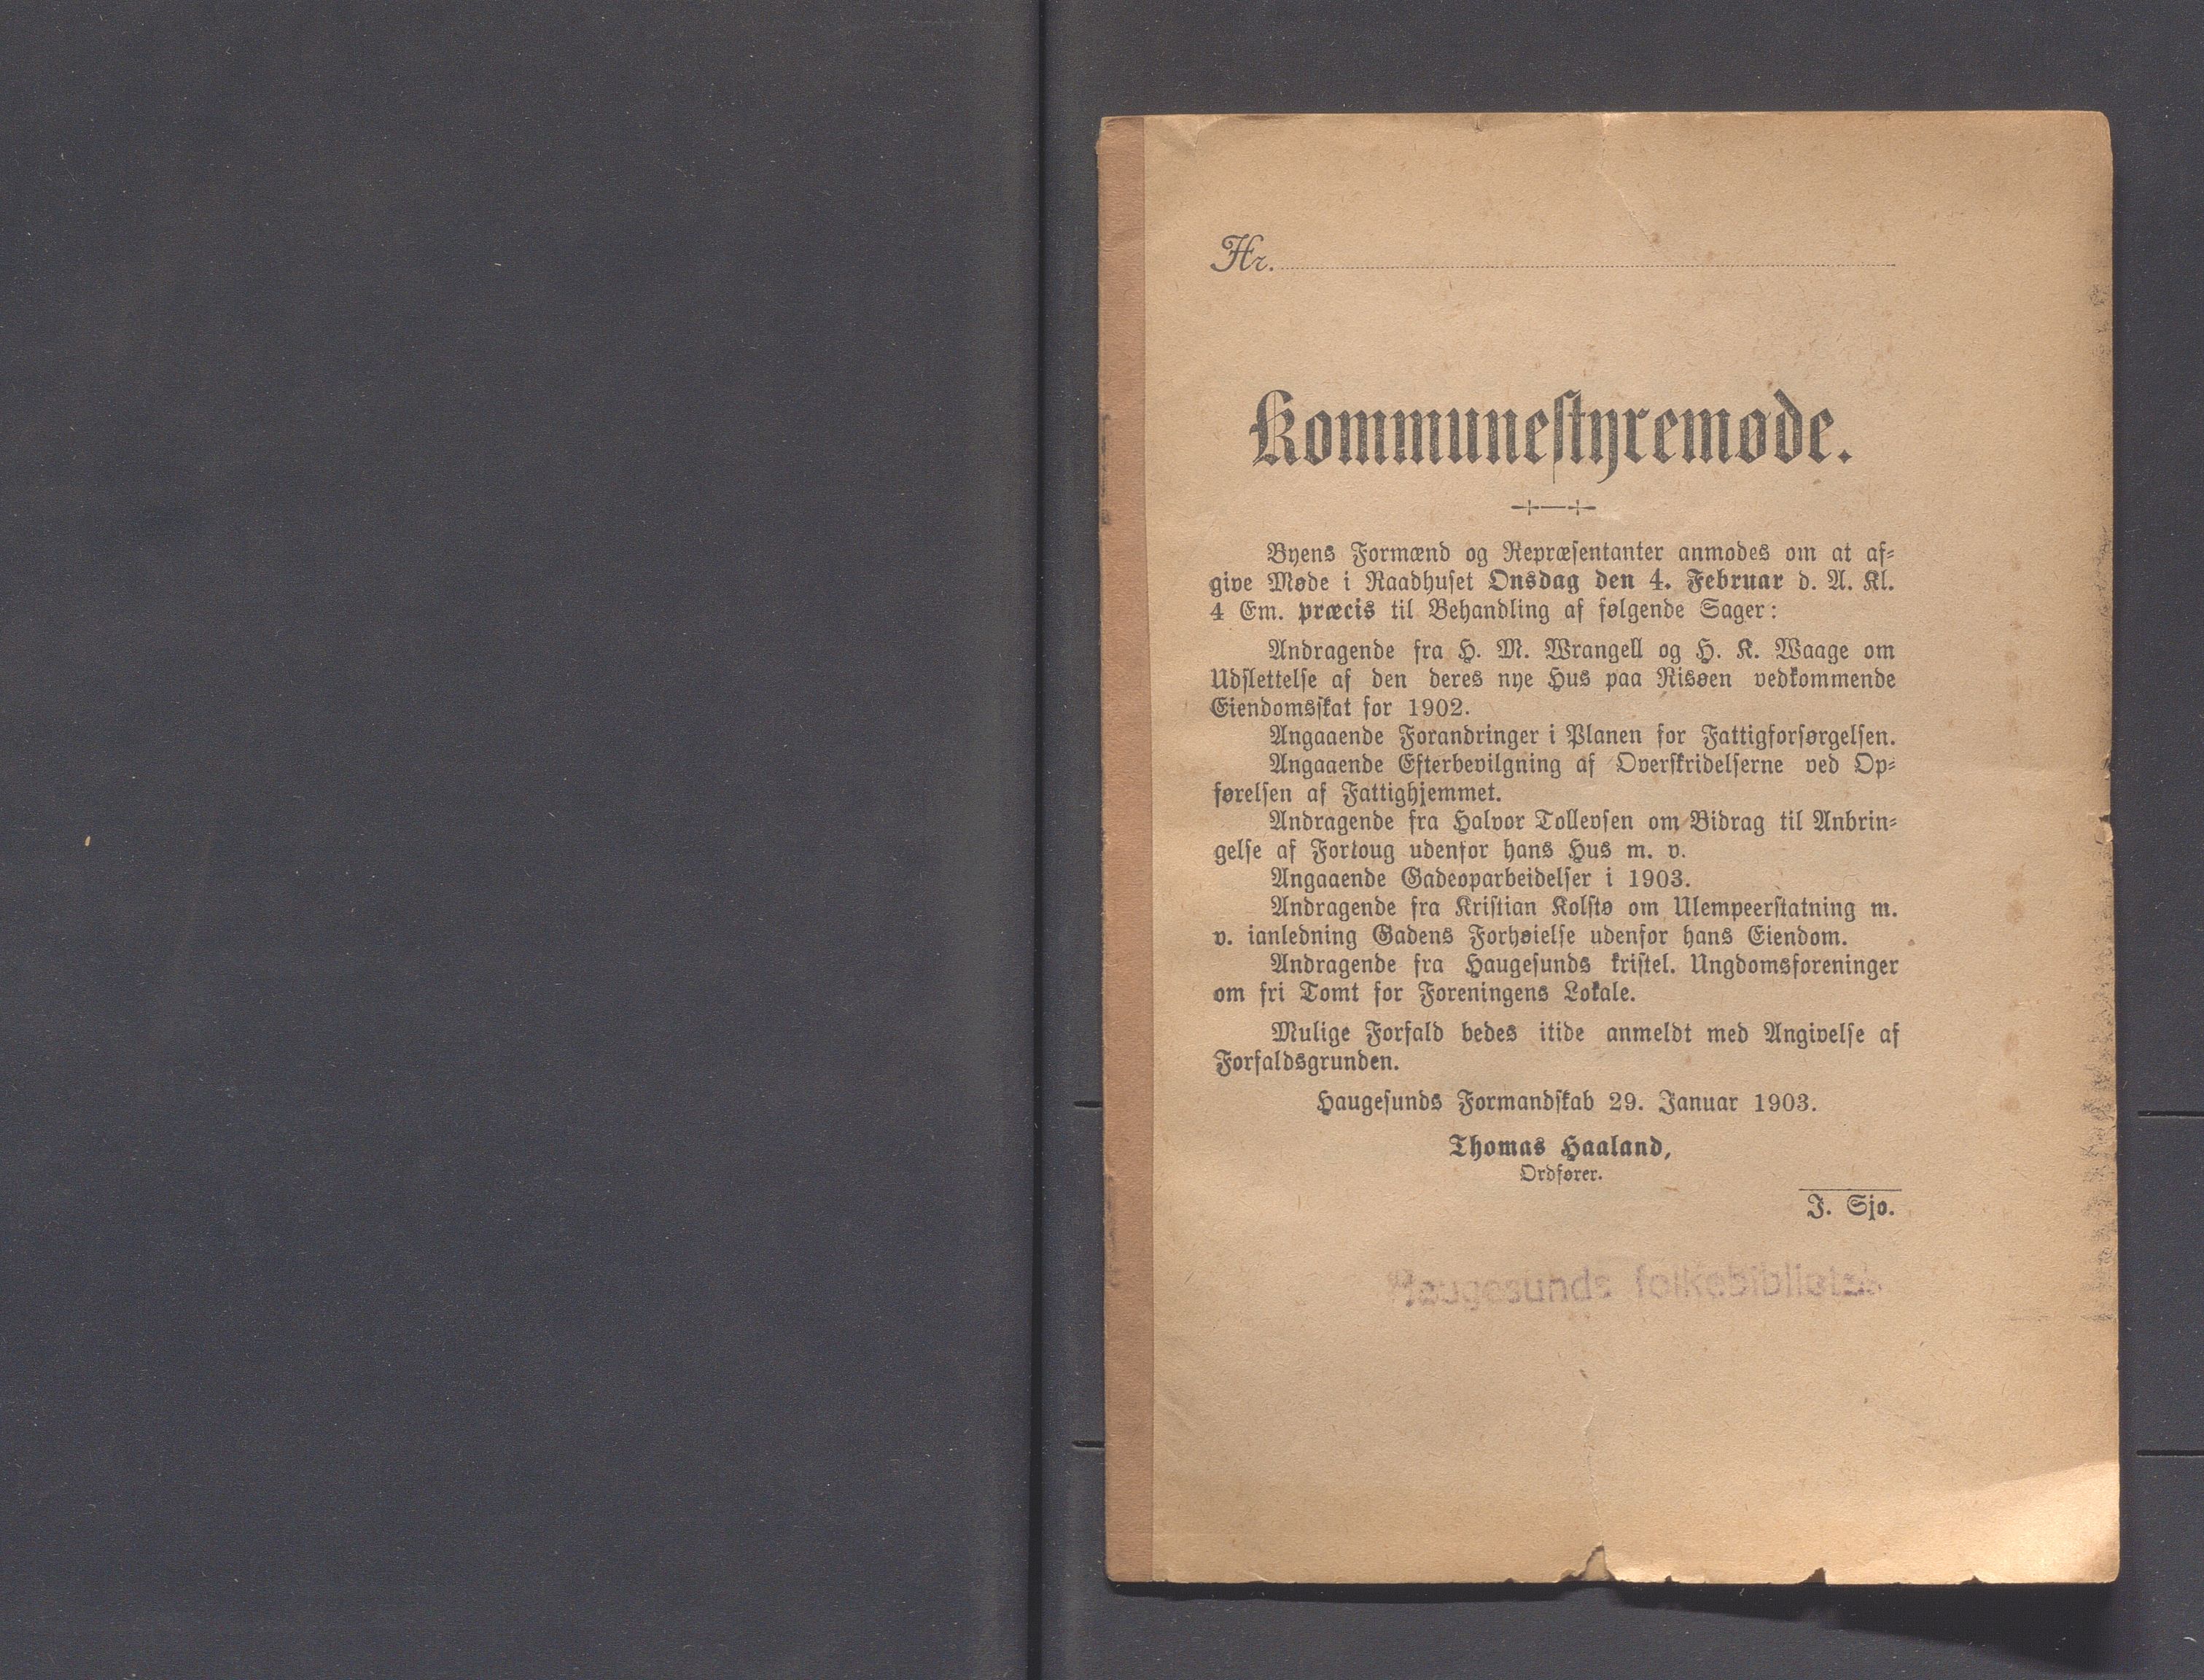 Hr.
Kommunestyremøde.
Byens Formænd og Repræsentanter anmodes om at af-
give Møde i Raadhuset Onsdag den 4. Februar d. A. Kl.
4 Em. præcis til Behandling af følgende Sager:
Andragende fra H. M. Wrangell og H. K. Waage om
Udslettelse af den deres nye Hus paa Risøen vedkommende
Eiendomsskat for 1902.
Angaaende Forandringer i Planen for Fattigforsørgelsen.
Angaaende Efterbevilgning af Overskridelserne ved Op-
førelsen af Fattighjemmet.
Andragende fra Halvor Tollevsen om Bidrag til Anbrin-
gelse af Fortoug udenfor hans Hus m. v.
Angaaende Gadeoparbeidelser i 1903.
Andragende fra Kristian Kolstø om Ulempeerstatning m.
v. ianledning Gadens Forhøielse udenfor hans Eiendom.
Andragende fra Haugesunds kristel. Ungdomsforeninger
om fri Tomt for Foreningens Lokale.
Mulige Forfald bedes itide anmeldt med Angivelse af
Forfaldsgrunden.
Haugesunds Formandskab 29. Januar 1903.
Thomas Haaland,
Ordfører.
J. Sjo.
Haugesunds folkebibliotek